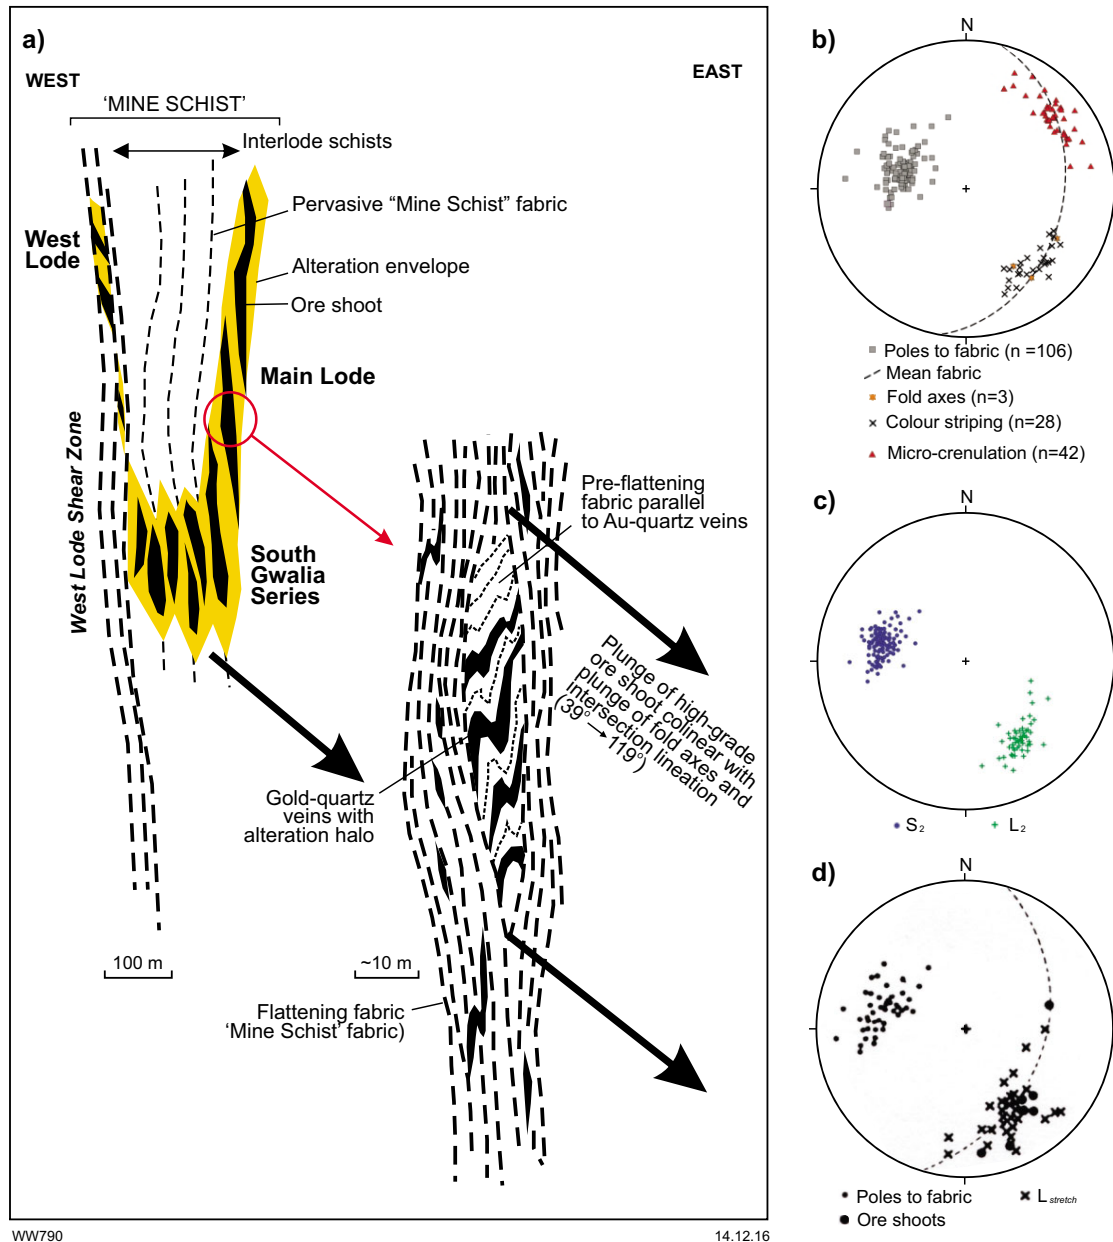 a)
WEST
EAST
'MINE SCHIST'
Interlode schists
Pervasive “Mine Schist” fabric
West
Lode
Alteration envelope
Ore shoot
Main Lode
West Lode Shear Zone
South
Gwalia
Series
Pre-flattening
fabric parallel
to Au-quartz veins
Plunge of high-grade
ore shoot colinear with
plunge of fold axes and
intersection lineation
(39° → 119°)
Gold-quartz
veins with
alteration halo
100 m
~10 m
Flattening fabric
'Mine Schist' fabric)
WW790
14.12.16
b)
N
Poles to fabric (n =106)
Mean fabric
Fold axes (n=3)
Colour striping (n=28)
Micro-crenulation (n=42)
c)
N
S2
L2
d)
N
Poles to fabric
L stretch
Ore shoots